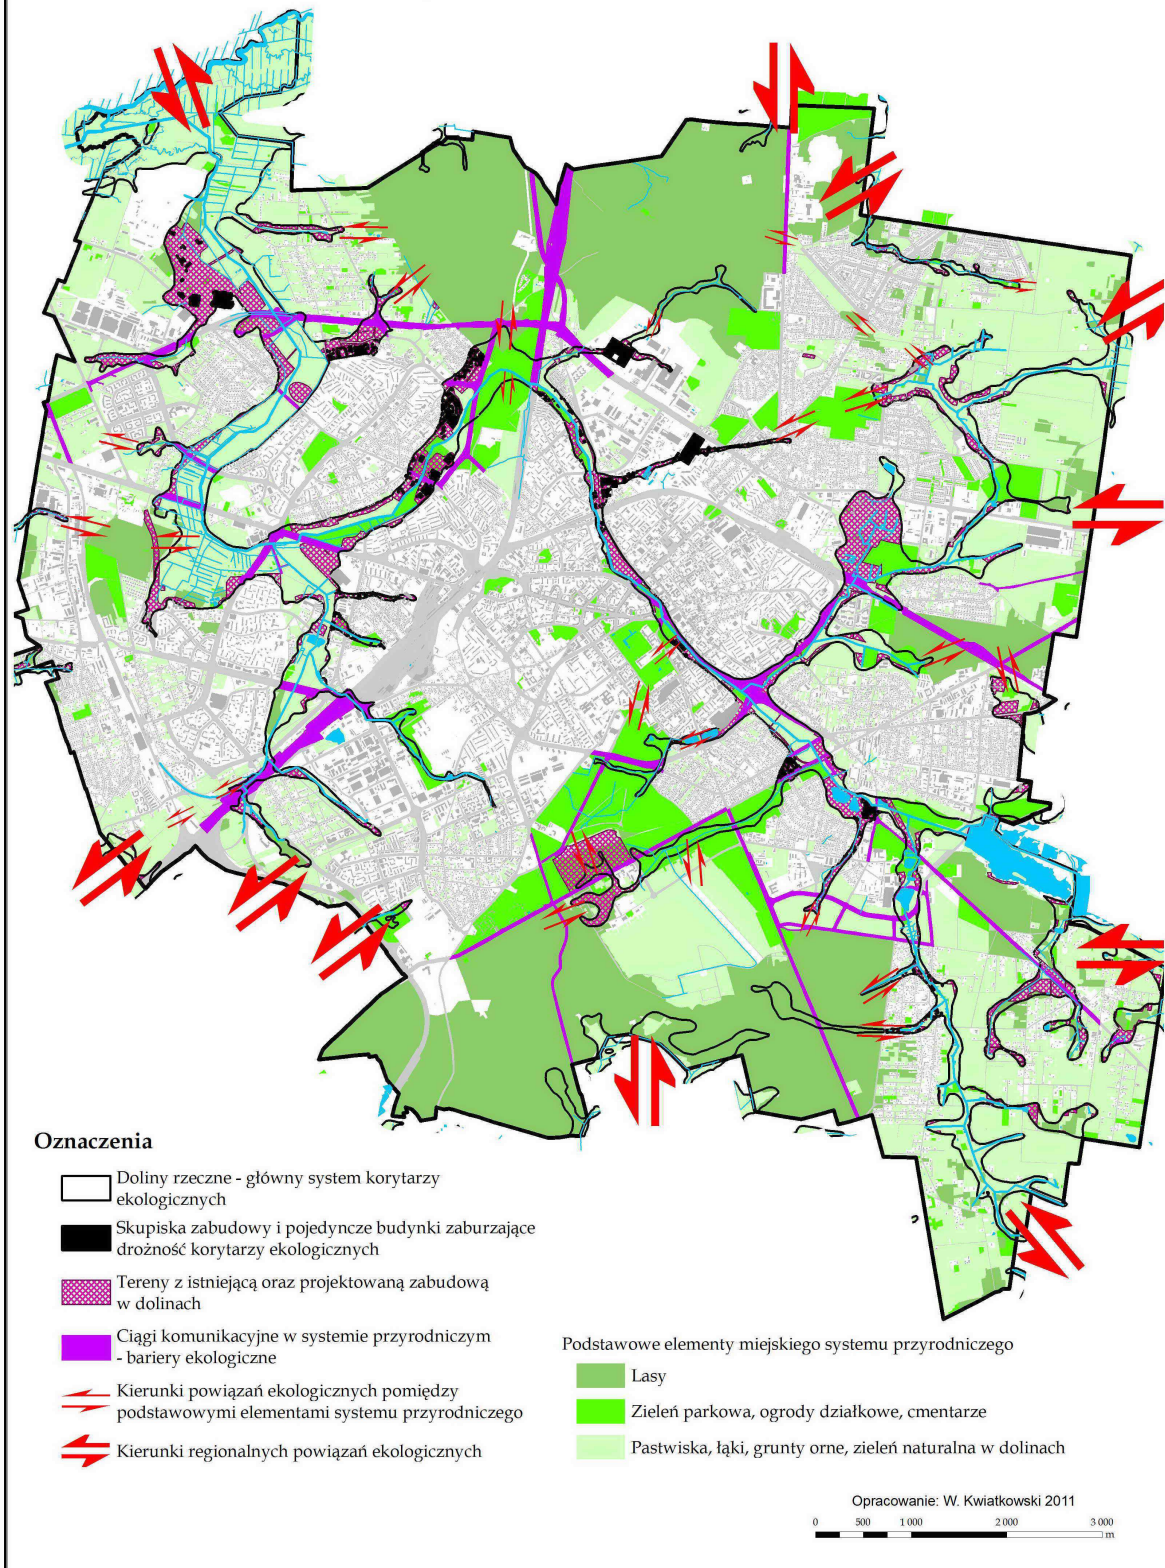 Oznaczenia
Doliny rzeczne - główny system korytarzy
ekologicznych
Skupiska zabudowy i pojedyncze budynki zaburzające
drożność korytarzy ekologicznych
Tereny z istniejącą oraz projektowaną zabudową
w dolinach
Ciągi komunikacyjne w systemie przyrodniczym
- bariery ekologiczne
Kierunki powiązań ekologicznych pomiędzy
podstawowymi elementami systemu przyrodniczego
Kierunki regionalnych powiązań ekologicznych
Podstawowe elementy miejskiego systemu przyrodniczego
Lasy
Zieleń parkowa, ogrody działkowe, cmentarze
Pastwiska, łąki, grunty orne, zieleń naturalna w dolinach
Opracowanie: W. Kwiatkowski 2011
0 500 1 000 2 000 3 000
m